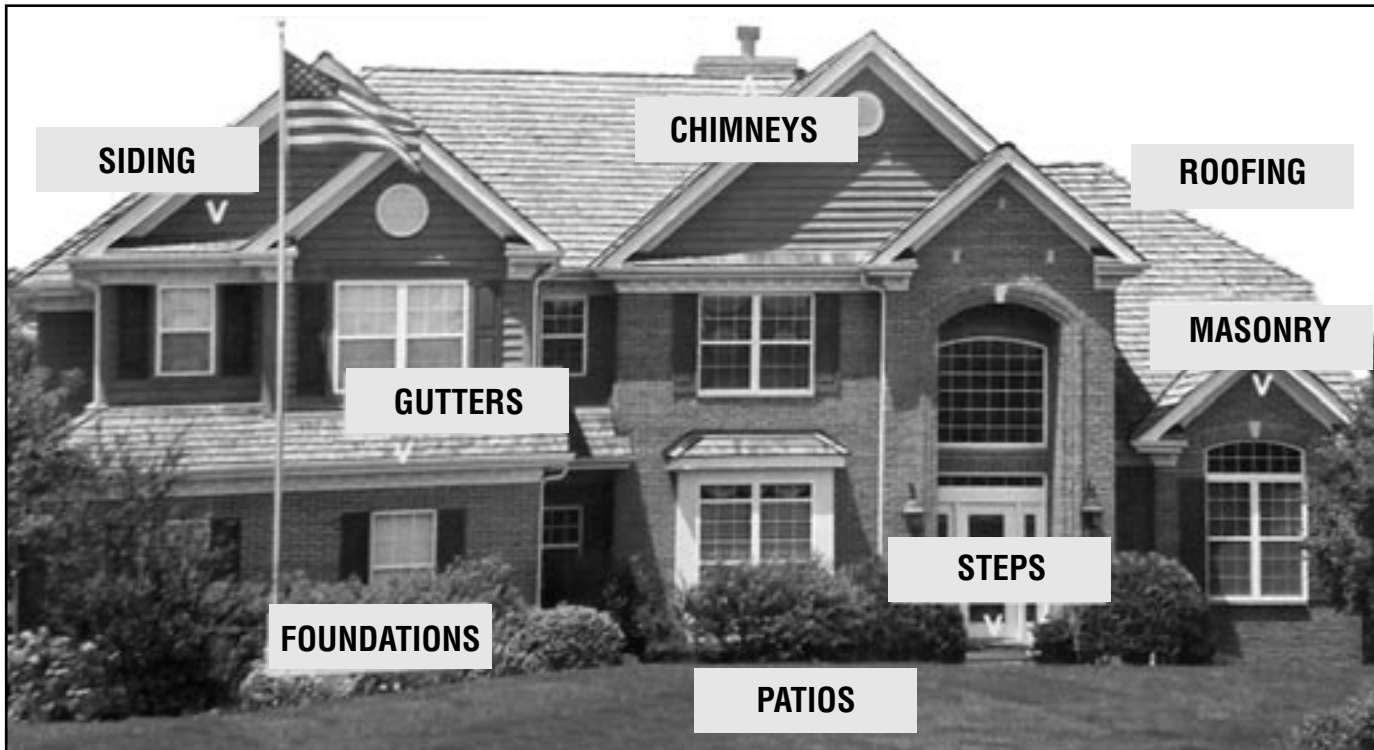 CHIMNEYS
SIDING
ROOFING
MASONRY
GUTTERS
STEPS
FOUNDATIONS
PATIOS